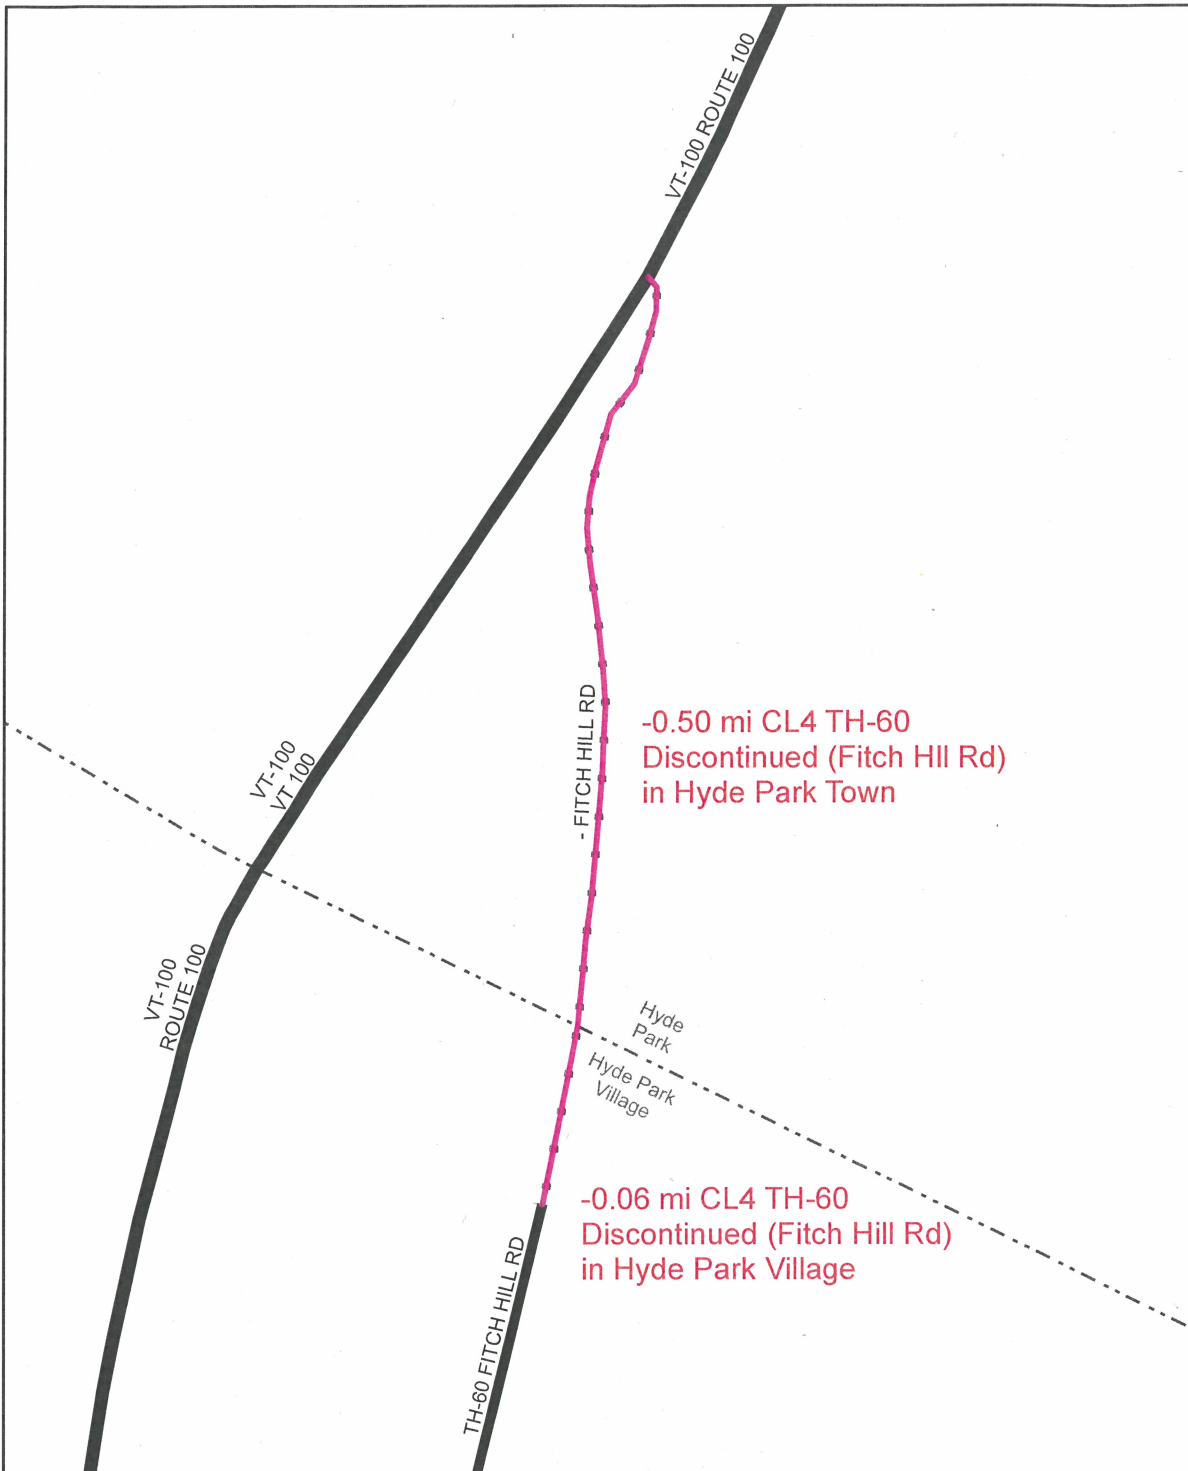 VT-100 ROUTE 100
- FITCH HILL RD
-0.50 mi CL4 TH-60
Discontinued (Fitch HIl Rd)
in Hyde Park Town
VT-100
VT 100
VT-100
ROUTE 100
Hyde
Park
Hyde Park
Village
-0.06 mi CL4 TH-60
Discontinued (Fitch Hill Rd)
in Hyde Park Village
TH-60 FITCH HILL RD